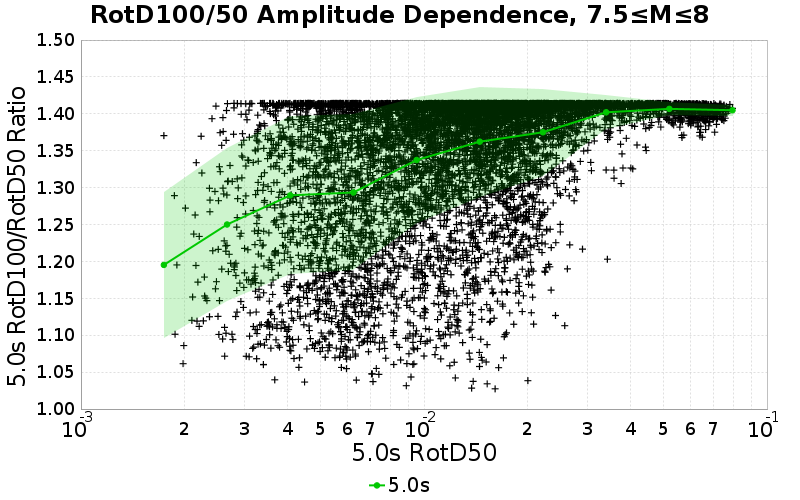 RotD100/50 Amplitude Dependence, 7.5≤M≤8
5.0s RotD100/RotD50 Ratio
1.50
1.45
1.40
1.35
1.30
1.25
1.20
1.15
1.10
1.05
1.00
10-3 2 3 4 5 6 7 10-2 2 3 4 5 6 7 10-1
5.0s RotD50
5.0s